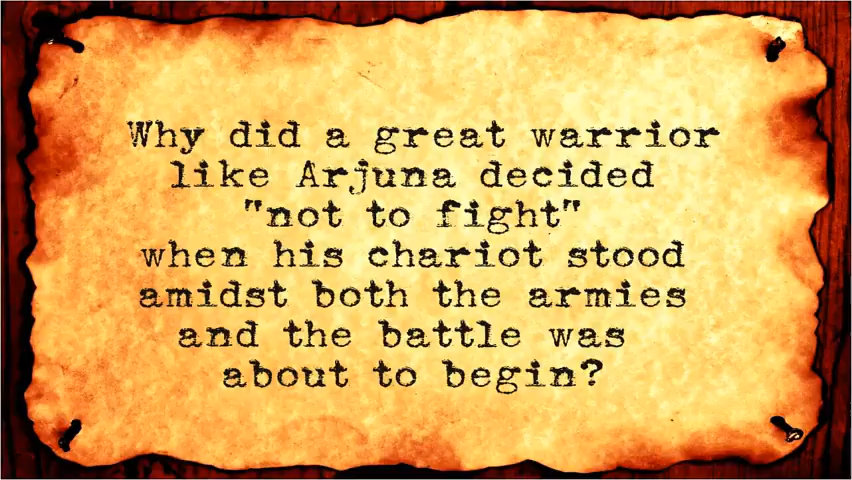 Why did a great warrior
like Arjuna decided
"not to fight"
when his chariot stood
amidst both the armies
and the battle was
about to begin?